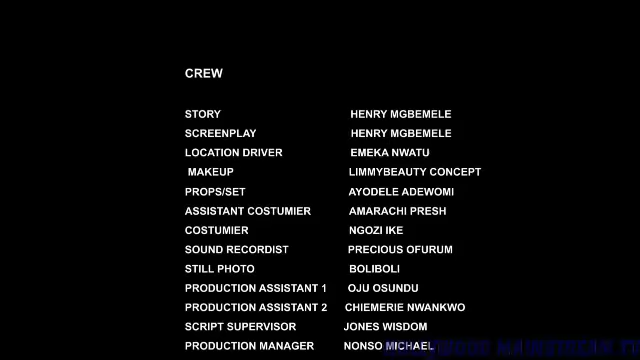 CREW
STORY HENRY MGBEMELE
SCREENPLAY HENRY MGBEMELE
LOCATION DRIVER EMEKA NWATU
MAKEUP LIMMYBEAUTY CONCEPT
PROPS/SET AYODELE ADEWOMI
ASSISTANT COSTUMIER AMARACHI PRESH
COSTUMIER NGOZI IKE
SOUND RECORDIST PRECIOUS OFURUM
STILL PHOTO BOLIBOLI
PRODUCTION ASSISTANT 1 OJU OSUNDU
PRODUCTION ASSISTANT 2 CHIEMERIE NWANKWO
SCRIPT SUPERVISOR JONES WISDOM
PRODUCTION MANAGER NONSO MICHAEL